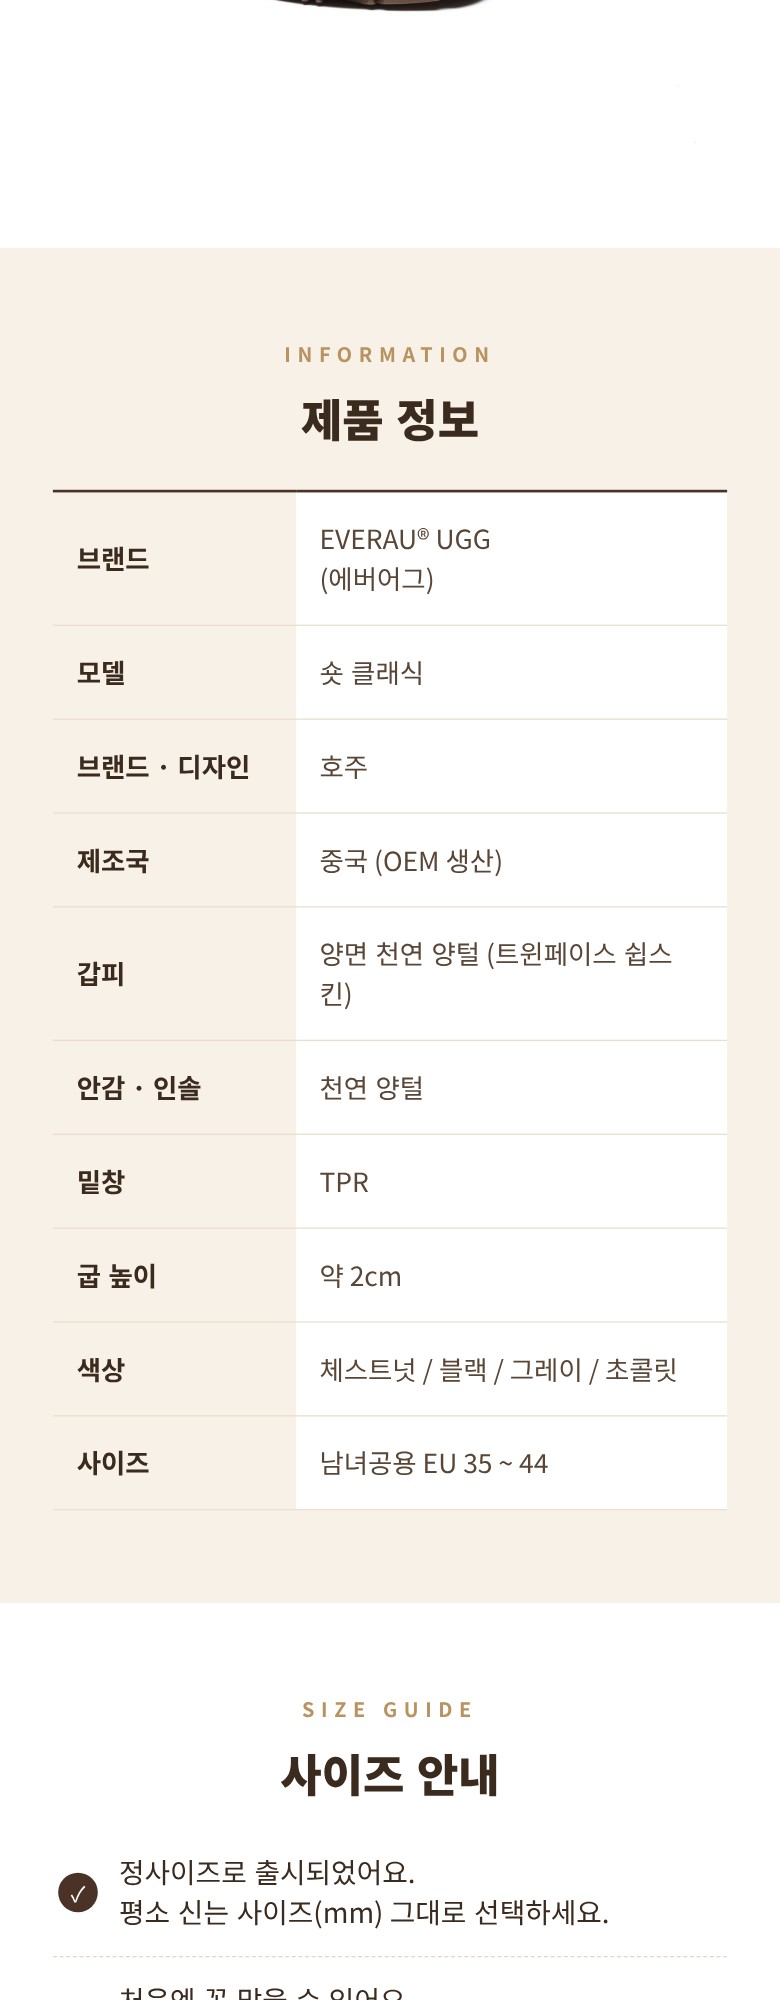 INFORMATION
제품 정보
브랜드
EVERAU® UGG
(에버어그)
모델
숏 클래식
브랜드 · 디자인
호주
제조국
중국 (OEM 생산)
갑피
양면 천연 양털 (트윈페이스 쉽스
킨)
안감 · 인솔
천연 양털
밑창
TPR
굽 높이
약 2cm
색상
체스트넛 / 블랙 / 그레이 / 초콜릿
사이즈
남녀공용 EU 35 ~ 44
SIZE GUIDE
사이즈 안내
정사이즈로 출시되었어요.
평소 신는 사이즈(mm) 그대로 선택하세요.